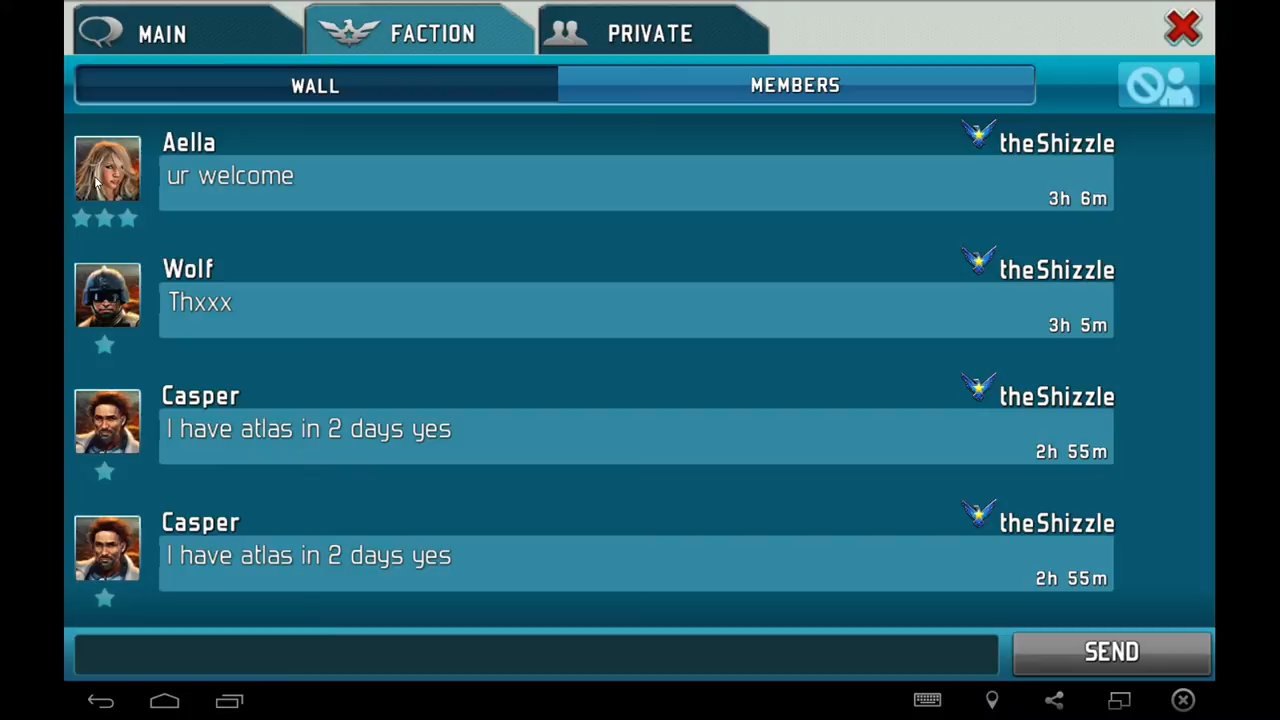 MAIN
FACTION
PRIVATE
WALL
MEMBERS
Aella
theShizzle
ur welcome
3h 6m
Wolf
theShizzle
Thxxx
3h 5m
Casper
theShizzle
I have atlas in 2 days yes
2h 55m
Casper
theShizzle
I have atlas in 2 days yes
2h 55m
SEND